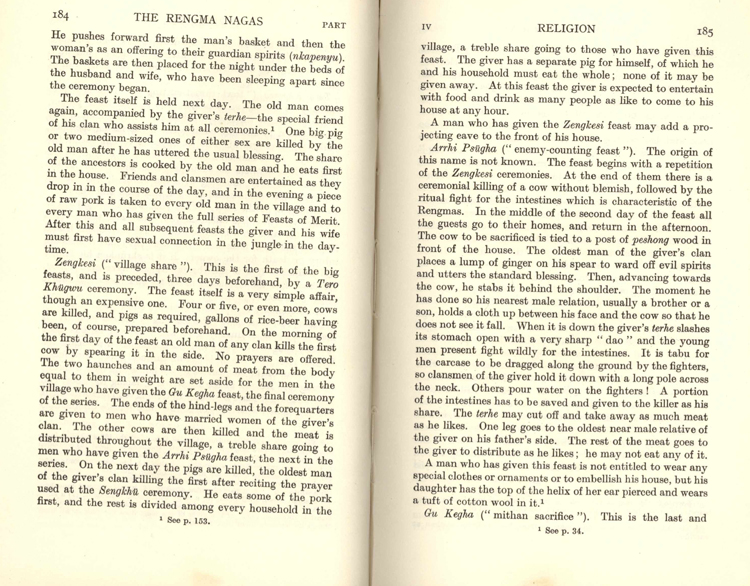 184 THE RENGMA NAGAS PART
He pushes forward first the man's basket and then the
woman's as an offering to their guardian spirits (nkapenyu).
The baskets are then placed for the night under the beds of
the husband and wife, who have been sleeping apart since
the ceremony began.
The feast itself is held next day. The old man comes
again, accompanied by the giver's terhe—the special friend
of his clan who assists him at all ceremonies.¹ One big pig
or two medium-sized ones of either sex are killed by the
old man after he has uttered the usual blessing. The share
of the ancestors is cooked by the old man and he eats first
in the house. Friends and clansmen are entertained as they
drop in in the course of the day, and in the evening a piece
of raw pork is taken to every old man in the village and to
every man who has given the full series of Feasts of Merit.
After this and all subsequent feasts the giver and his wife
must first have sexual connection in the jungle in the day-
time.
Zengkesi (" village share "). This is the first of the big
feasts, and is preceded, three days beforehand, by a Tero
Khügwu ceremony. The feast itself is a very simple affair,
though an expensive one. Four or five, or even more, cows
are killed, and pigs as required, gallons of rice-beer having
been, of course, prepared beforehand. On the morning of
the first day of the feast an old man of any clan kills the first
cow by spearing it in the side. No prayers are offered.
The two haunches and an amount of meat from the body
equal to them in weight are set aside for the men in the
village who have given the Gu Kegha feast, the final ceremony
of the series. The ends of the hind-legs and the forequarters
are given to men who have married women of the giver's
clan. The other cows are then killed and the meat is
distributed throughout the village, a treble share going to
men who have given the Arrhi Psügha feast, the next in the
series. On the next day the pigs are killed, the oldest man
of the giver's clan killing the first after reciting the prayer
used at the Sengkhü ceremony. He eats some of the pork
first, and the rest is divided among every household in the
¹ See p. 153.
IV RELIGION 185
village, a treble share going to those who have given this
feast. The giver has a separate pig for himself, of which he
and his household must eat the whole; none of it may be
given away. At this feast the giver is expected to entertain
with food and drink as many people as like to come to his
house at any hour.
A man who has given the Zengkesi feast may add a pro-
jecting eave to the front of his house.
Arrhi Psügha (" enemy-counting feast "). The origin of
this name is not known. The feast begins with a repetition
of the Zengkesi ceremonies. At the end of them there is a
ceremonial killing of a cow without blemish, followed by the
ritual fight for the intestines which is characteristic of the
Rengmas. In the middle of the second day of the feast all
the guests go to their homes, and return in the afternoon.
The cow to be sacrificed is tied to a post of peshong wood in
front of the house. The oldest man of the giver's clan
places a lump of ginger on his spear to ward off evil spirits
and utters the standard blessing. Then, advancing towards
the cow, he stabs it behind the shoulder. The moment he
has done so his nearest male relation, usually a brother or a
son, holds a cloth up between his face and the cow so that he
does not see it fall. When it is down the giver's terhe slashes
its stomach open with a very sharp " dao " and the young
men present fight wildly for the intestines. It is tabu for
the carcase to be dragged along the ground by the fighters,
so clansmen of the giver hold it down with a long pole across
the neck. Others pour water on the fighters! A portion
of the intestines has to be saved and given to the killer as his
share. The terhe may cut off and take away as much meat
as he likes. One leg goes to the oldest near male relative of
the giver on his father's side. The rest of the meat goes to
the giver to distribute as he likes; he may not eat any of it.
A man who has given this feast is not entitled to wear any
special clothes or ornaments or to embellish his house, but his
daughter has the top of the helix of her ear pierced and wears
a tuft of cotton wool in it.¹
Gu Kegha (" mithan sacrifice "). This is the last and
¹ See p. 34.